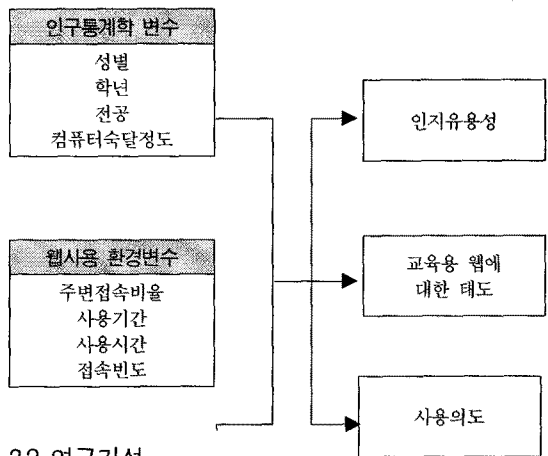 인구통계학 변수
성별
학년
전공
컴퓨터숙달정도
웹사용 환경변수
주변접속비율
사용기간
사용시간
접속빈도
인지유용성
교육용 웹에
대한 태도
사용의도